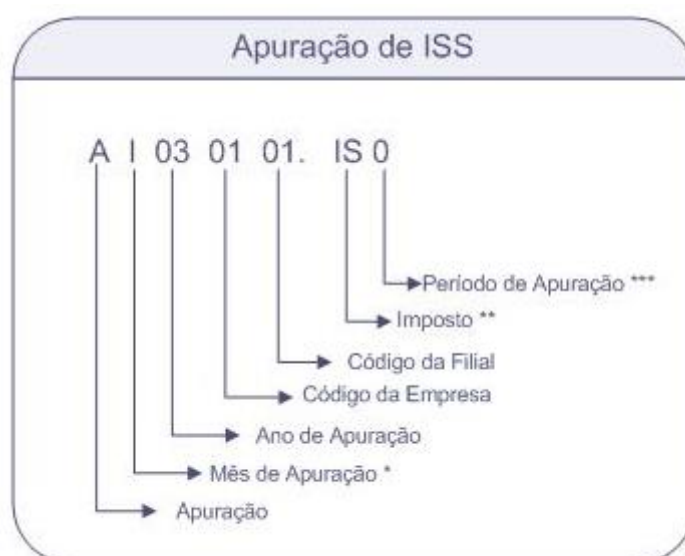 Apuração de ISS
A I 03 01 01. IS 0
Período de Apuração ***
Imposto **
Código da Filial
Código da Empresa
Ano de Apuração
Mês de Apuração *
Apuração